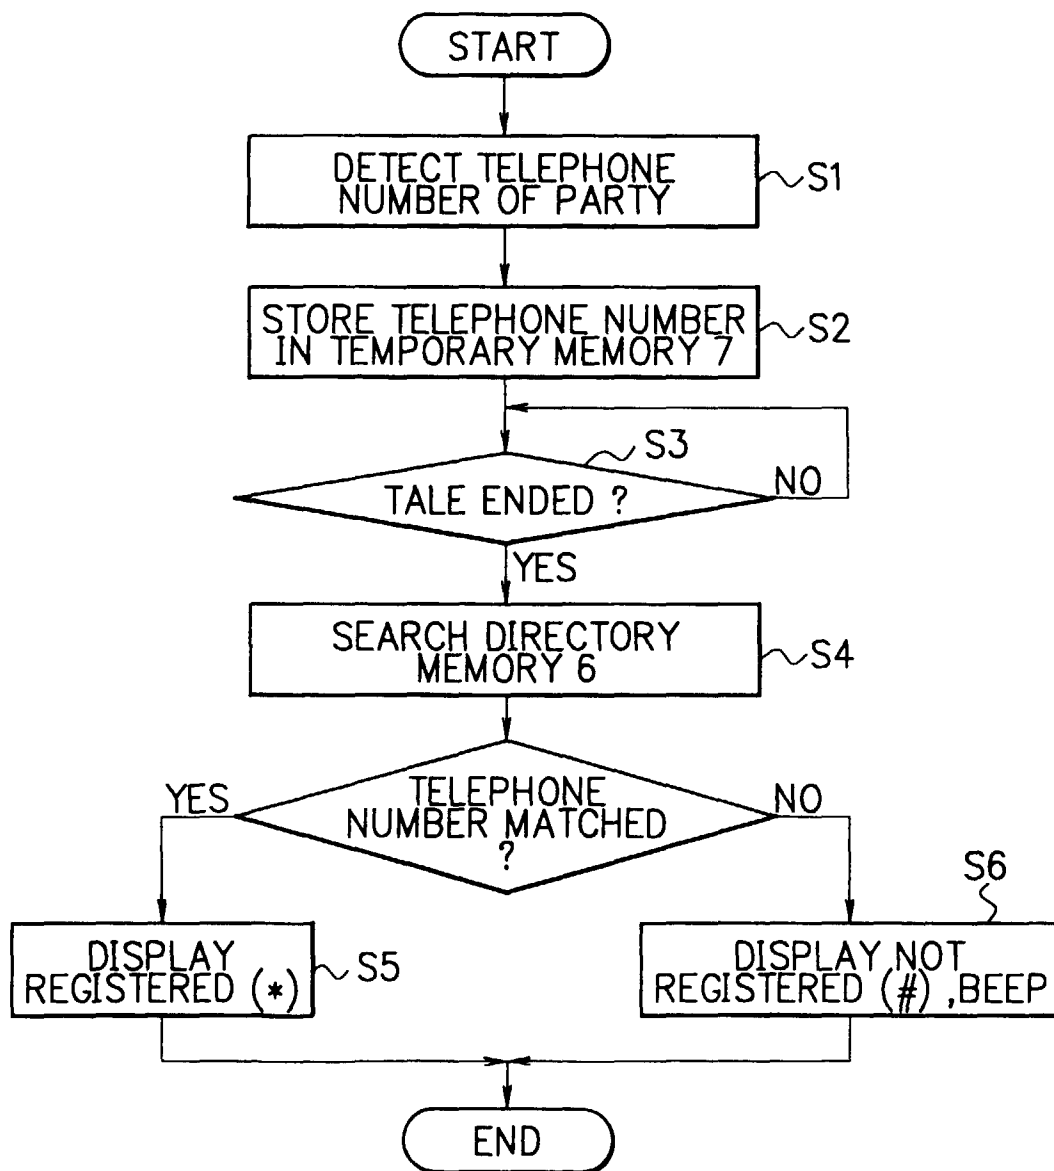 START
DETECT TELEPHONE
NUMBER OF PARTY
S1
STORE TELEPHONE NUMBER
IN TEMPORARY MEMORY 7
S2
S3
TALE ENDED ?
NO
YES
SEARCH DIRECTORY
MEMORY 6
S4
YES
TELEPHONE
NUMBER MATCHED
?
NO
DISPLAY
REGISTERED (*)
S5
S6
DISPLAY NOT
REGISTERED (#) ,BEEP
END